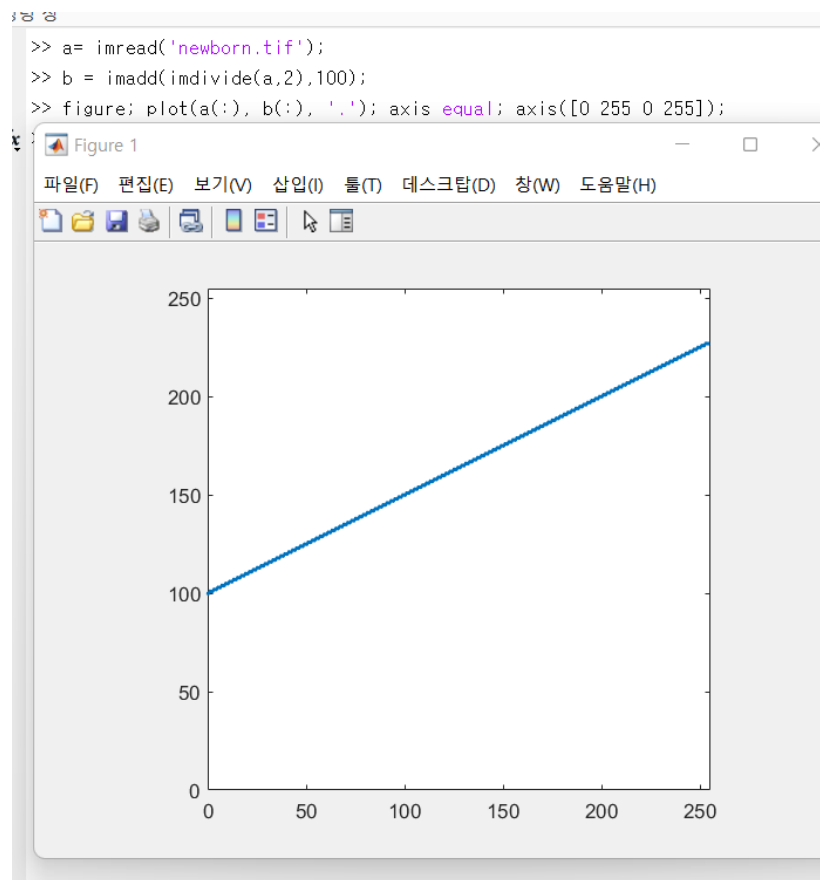 >> a= imread('newborn.tif');
>> b = imadd(imdivide(a,2),100);
>> figure; plot(a(:), b(:), '.'); axis equal; axis([0 255 0 255]);
Figure 1
파일(F) 편집(E) 보기(V) 삽입(I) 툴(T) 데스크탑(D) 창(W) 도움말(H)
250
200
150
100
50
0
0 50 100 150 200 250